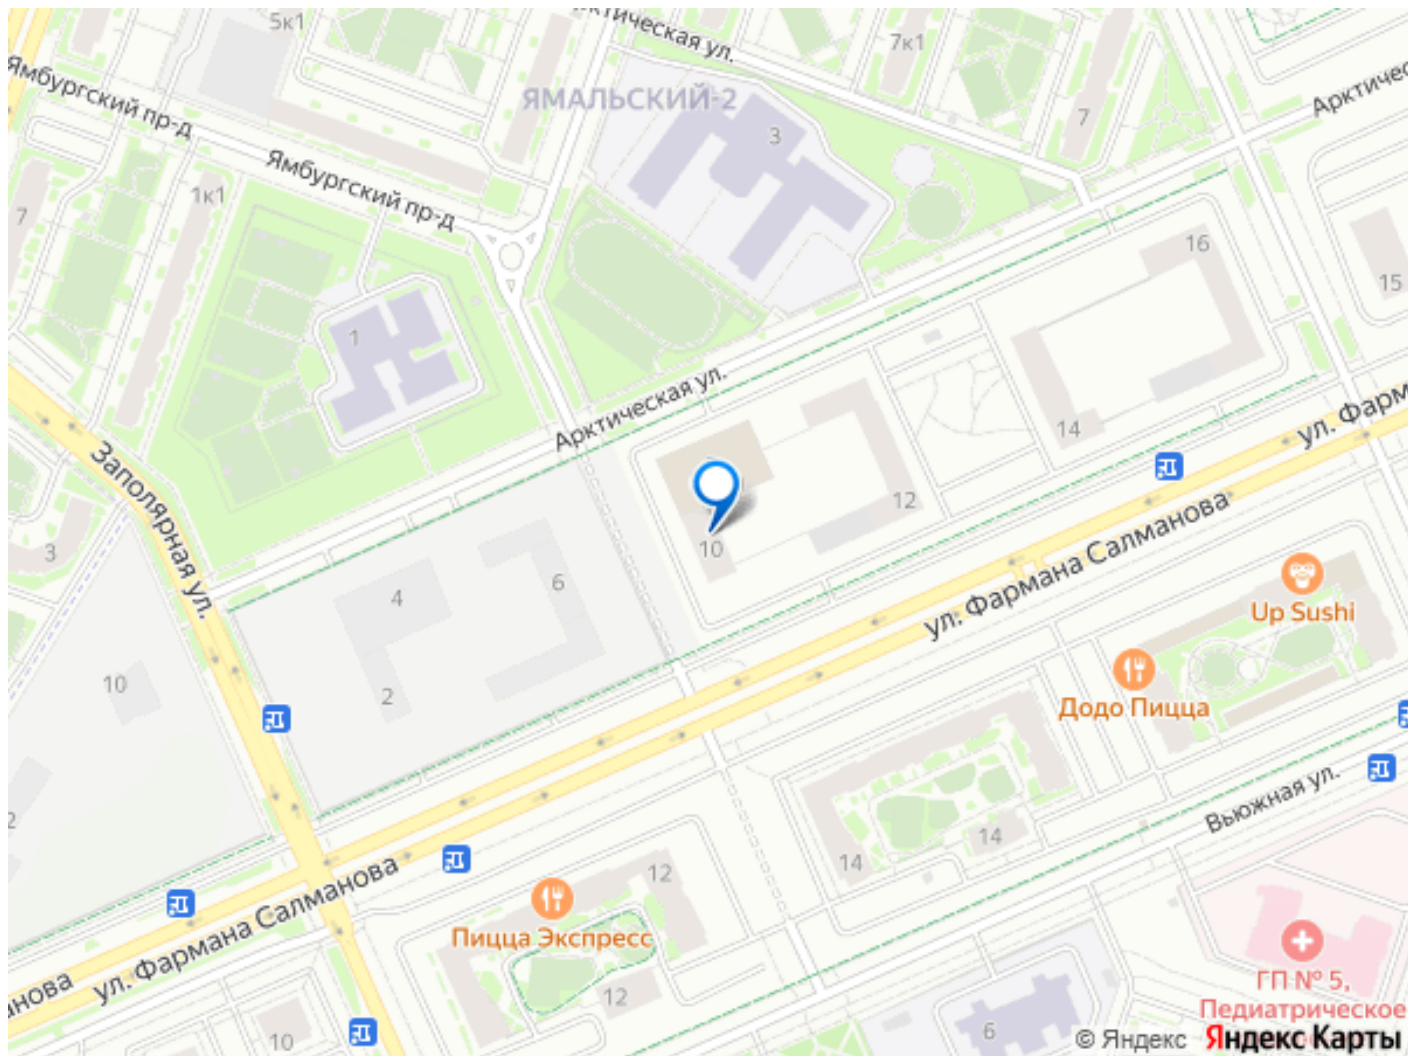 5к1
ктическая ул.
7к1
Ямбургский пр-д
ЯМАЛЬСКИЙ-2
Арктичес
3
7
Ямбургский пр-д
1к1
7
16
15
1
Арктическая ул.
14
ул. Фарм
Заполярная ул.
12
10
ул. Фармана Салманова
3
4
6
Up Sushi
10
2
Додо Пицца
2
Вьюжная ул.
14
14
12
ул. Фармана Салманова
Пицца Экспресс
анова
12
10
6
ГП № 5,
Педиатрическое
© Яндекс Яндекс Карты